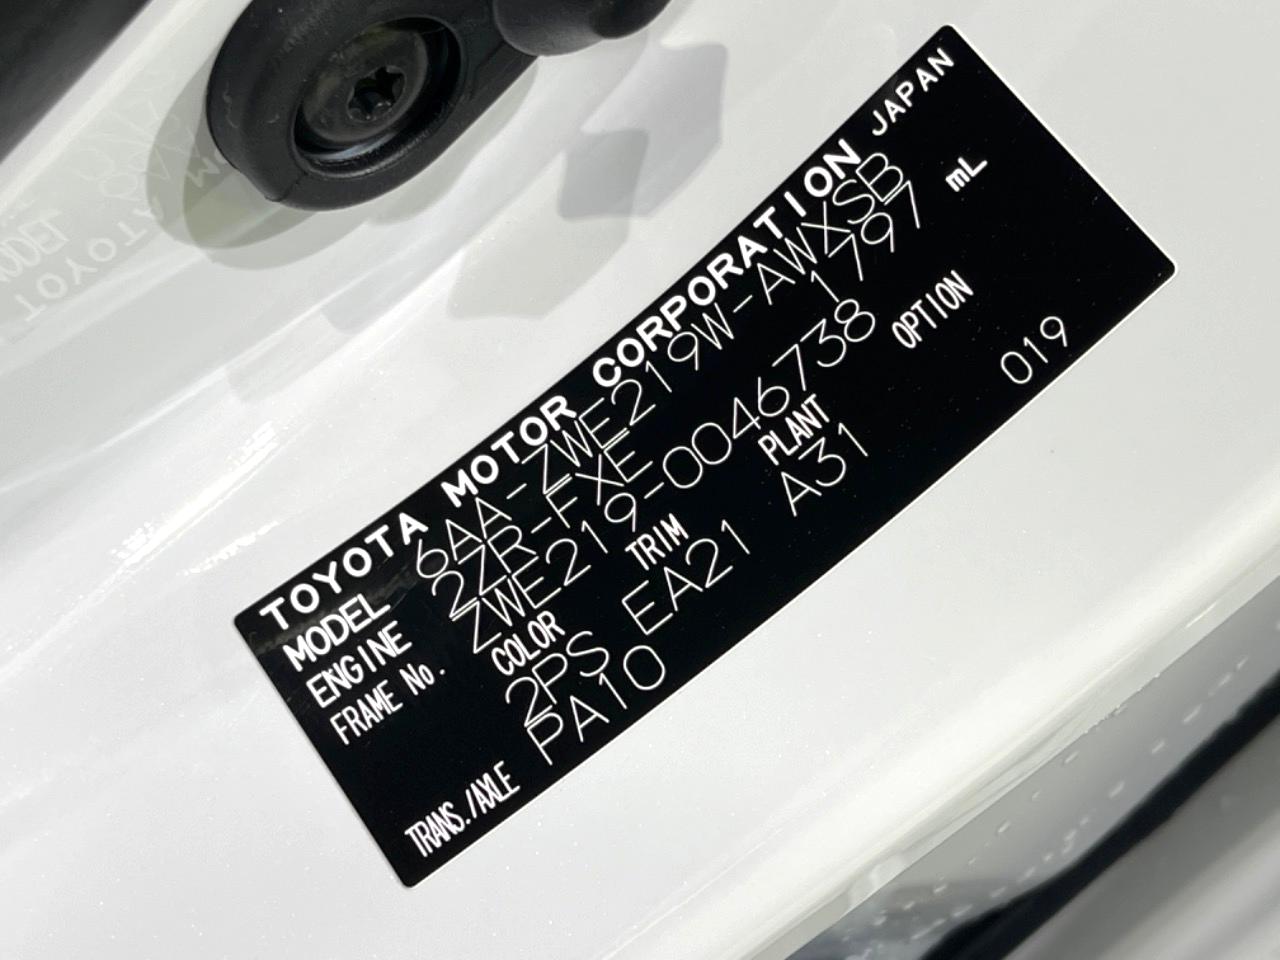 TOYOTA MOTOR CORPORATION JAPAN
MODEL 6AA-ZWE219W-AWXSB
ENGINE 2ZR-FXE 1797 mL
FRAME No. ZWE219-0046738
COLOR TRIM PLANT OPTION
2PS EA21 A31 019
TRANS./AXLE PA10